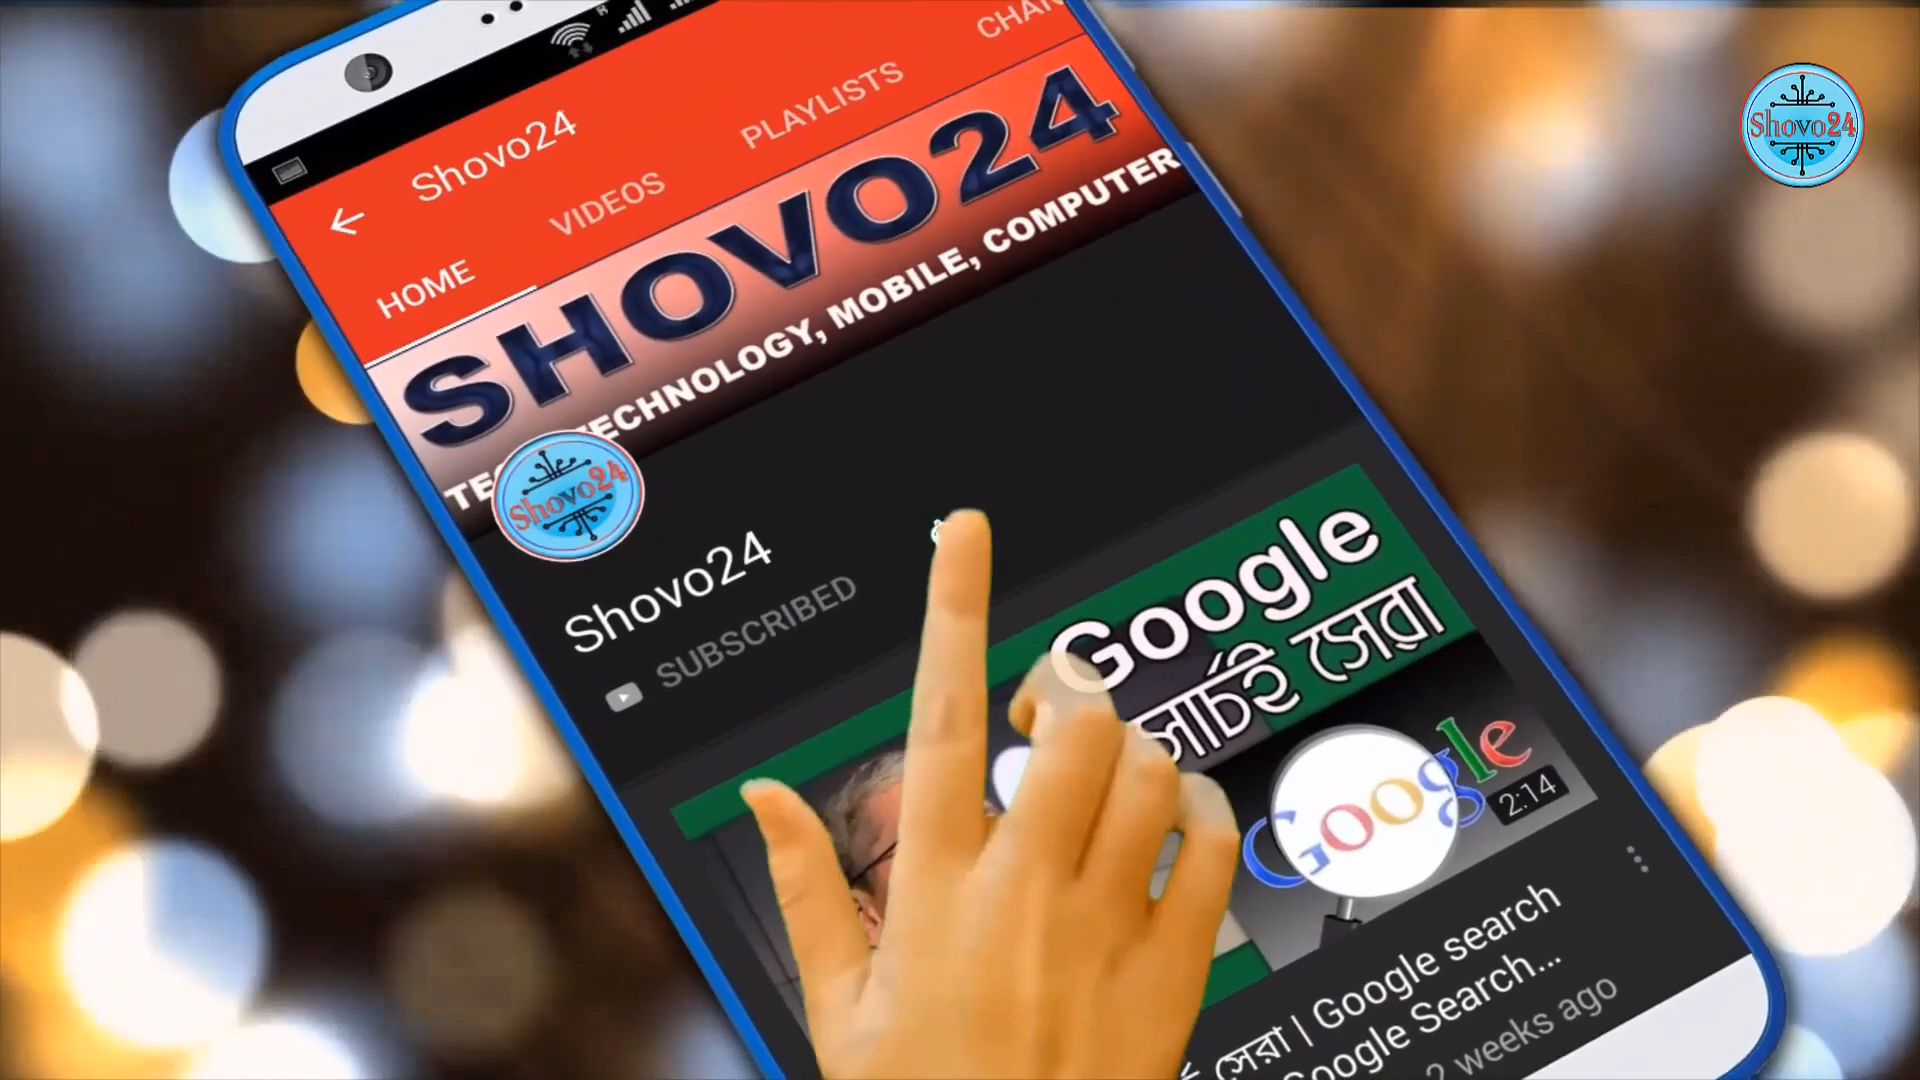 Shovo24
HOME
VIDEOS
PLAYLISTS
SHOVO24
TECHNOLOGY, MOBILE, COMPUTER
Shovo24
Shovo24
SUBSCRIBED
Google
সার্চই সেরা
Google
2:14
সেরা | Google search
Google Search...
2 weeks ago
Shovo24